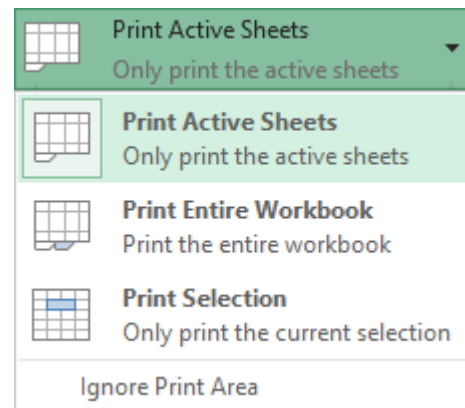 Print Active Sheets
Only print the active sheets
Print Active Sheets
Only print the active sheets
Print Entire Workbook
Print the entire workbook
Print Selection
Only print the current selection
Ignore Print Area